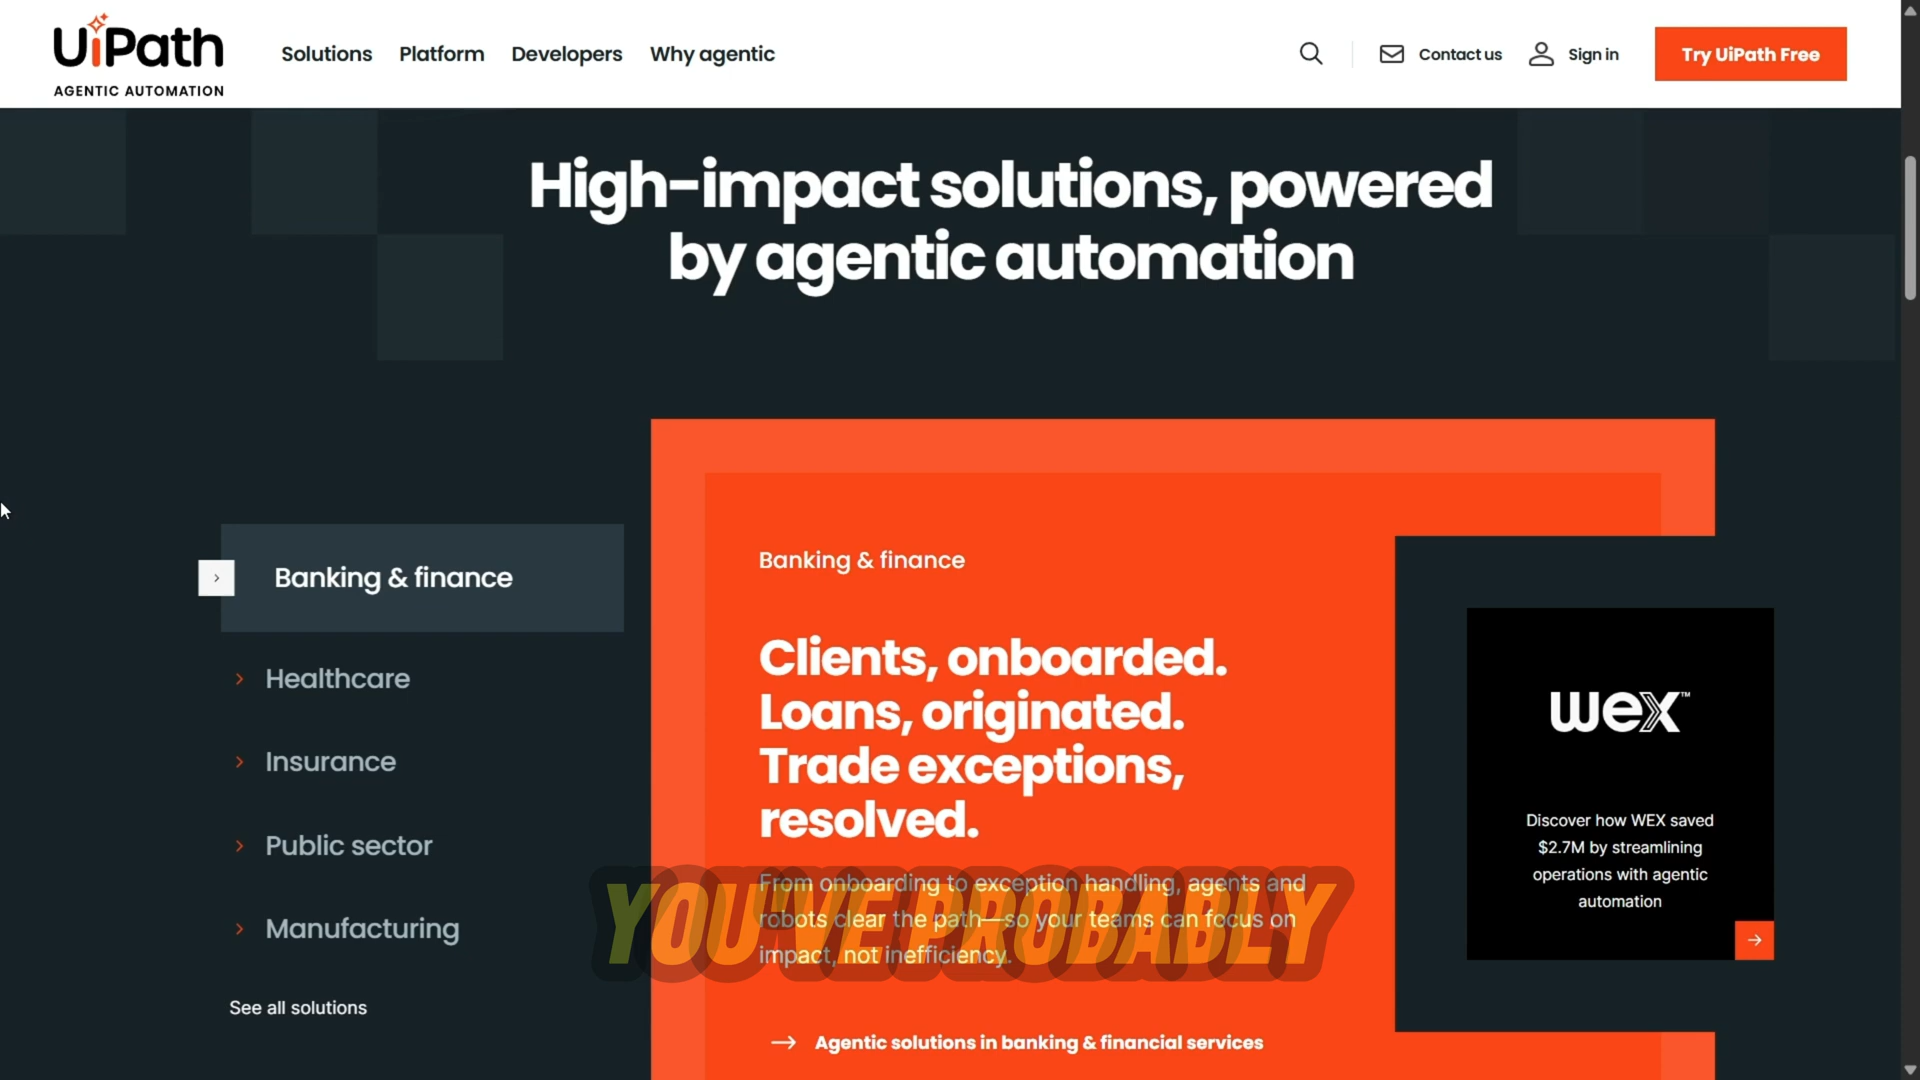 UiPath
AGENTIC AUTOMATION
Solutions
Platform
Developers
Why agentic
Contact us
Sign in
Try UiPath Free
High-impact solutions, powered
by agentic automation
Banking & finance
Healthcare
Insurance
Public sector
Manufacturing
See all solutions
Banking & finance
Clients, onboarded.
Loans, originated.
Trade exceptions,
resolved.
From onboarding to exception handling, agents and
robots clear the path—so your teams can focus on
impact, not inefficiency.
YOU'VE PROBABLY
Agentic solutions in banking & financial services
wex™
Discover how WEX saved
$2.7M by streamlining
operations with agentic
automation